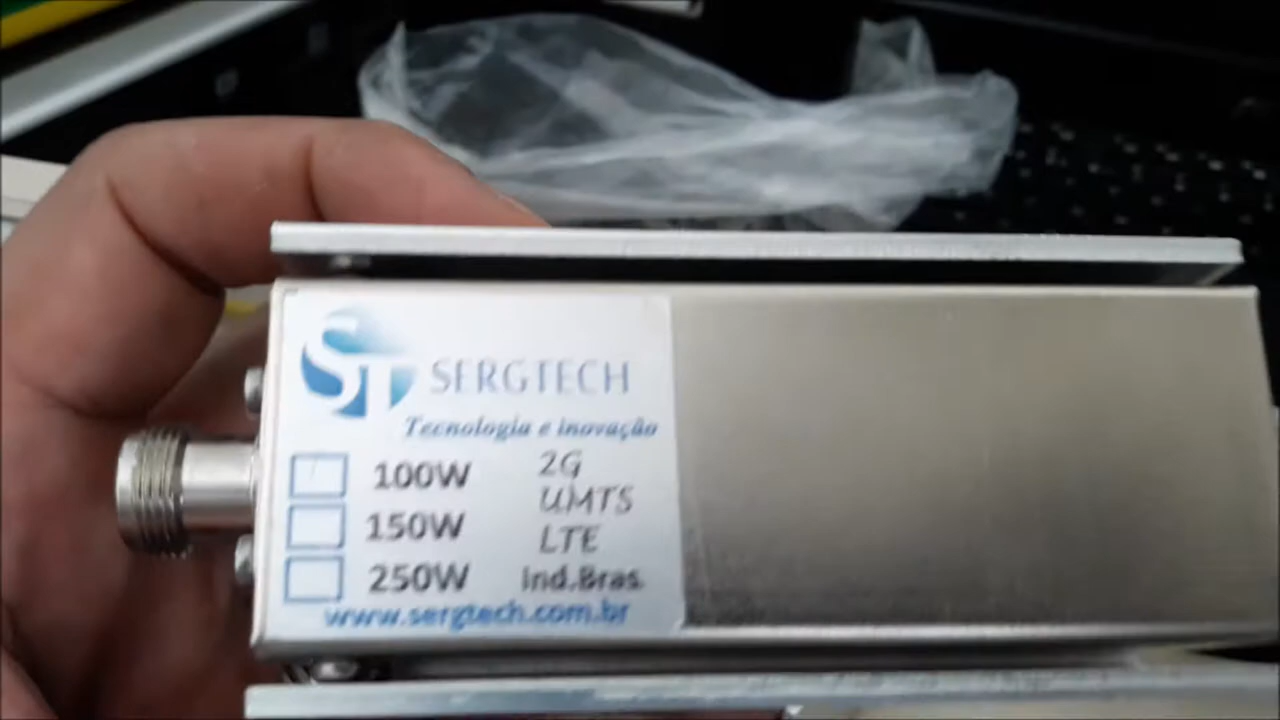 ST SERGTECH
Tecnologia e inovação
100W 2G
UMTS
150W LTE
250W Ind.Bras.
www.sergtech.com.br